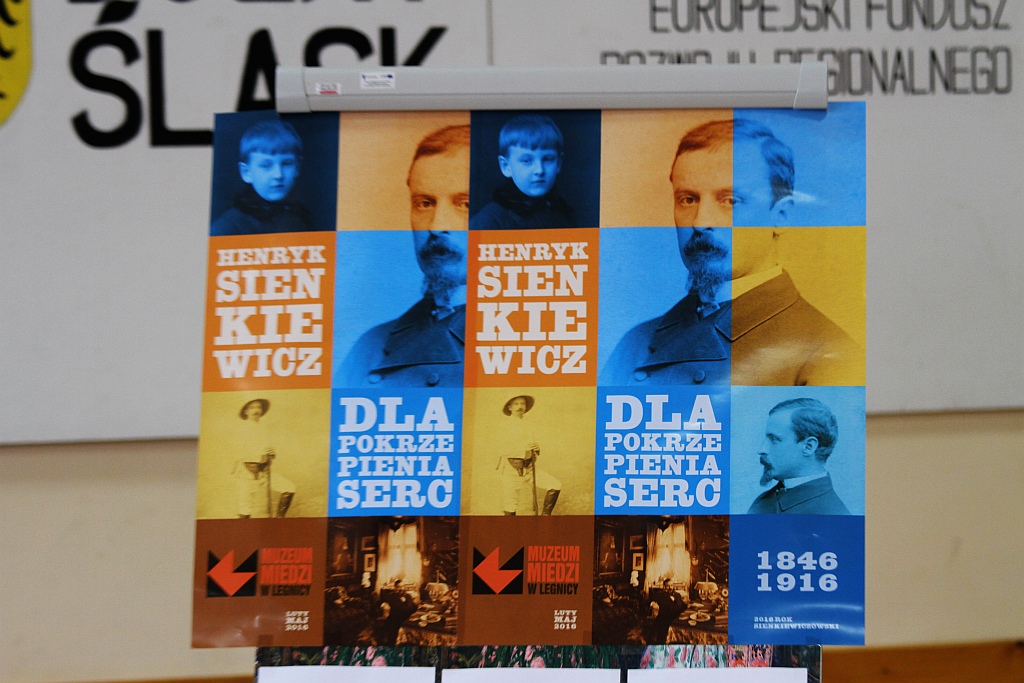 ŚLĄSK
EUROPEJSKI FUNDUSZ
REGIONALNEGO
HENRYK
SIEN
KIE
WICZ
HENRYK
SIEN
KIE
WICZ
DLA
POKRZE
PIENIA
SERC
DLA
POKRZE
PIENIA
SERC
MUZEUM
MIEDZI
W LEGNICY
LUTY
MAJ
2016
MUZEUM
MIEDZI
W LEGNICY
LUTY
MAJ
2016
1846
1916
2016 ROK
SIENKIEWICZOWSKI